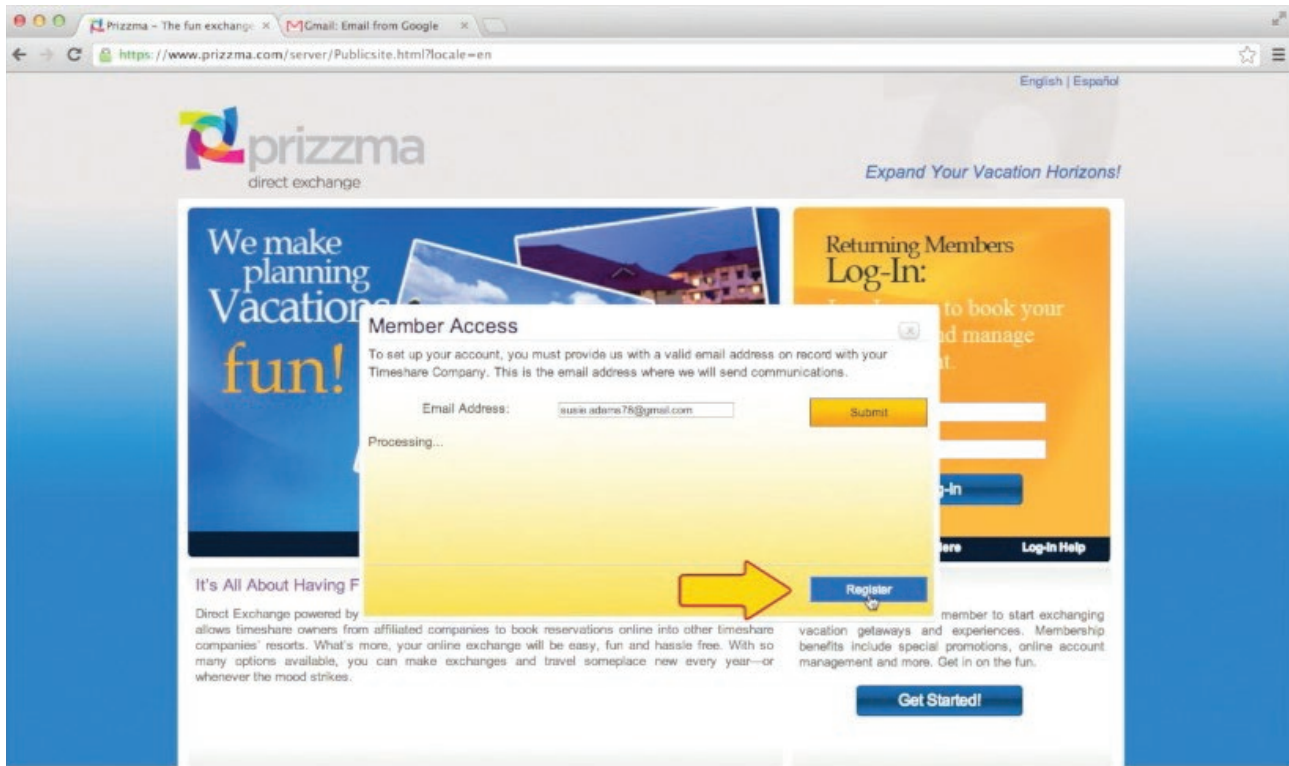 Prizzma - The fun exchange
Gmail: Email from Google
https://www.prizzma.com/server/Publicsite.html?locale=en
English | Español
prizzma
direct exchange
Expand Your Vacation Horizons!
We make
planning
Vacation
fun!
Returning Members
Log-In:
to book your
nd manage
Member Access
To set up your account, you must provide us with a valid email address on record with your
Timeshare Company. This is the email address where we will send communications.
Email Address:
susie.adams78@gmail.com
Submit
Processing...
g-In
Here
Log-In Help
Register
It's All About Having F
Direct Exchange powered by
allows timeshare owners from affiliated companies to book reservations online into other timeshare
companies' resorts. What's more, your online exchange will be easy, fun and hassle free. With so
many options available, you can make exchanges and travel someplace new every year—or
whenever the mood strikes.
member to start exchanging
vacation getaways and experiences. Membership
benefits include special promotions, online account
management and more. Get in on the fun.
Get Started!